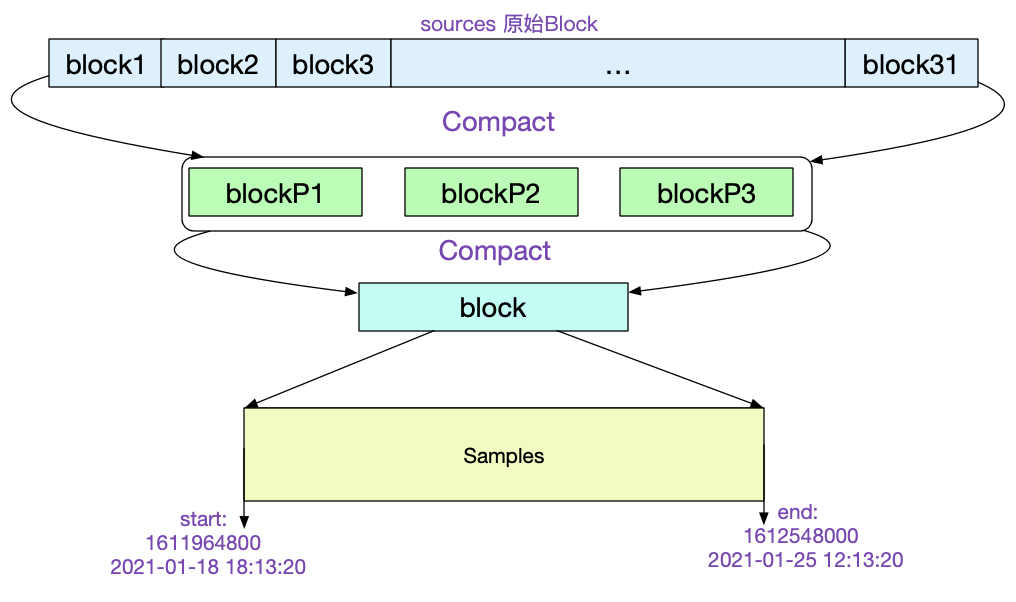 sources 原始Block
block1 block2 block3 ... block31
Compact
blockP1 blockP2 blockP3
Compact
block
Samples
start:
1611964800
2021-01-18 18:13:20
end:
1612548000
2021-01-25 12:13:20